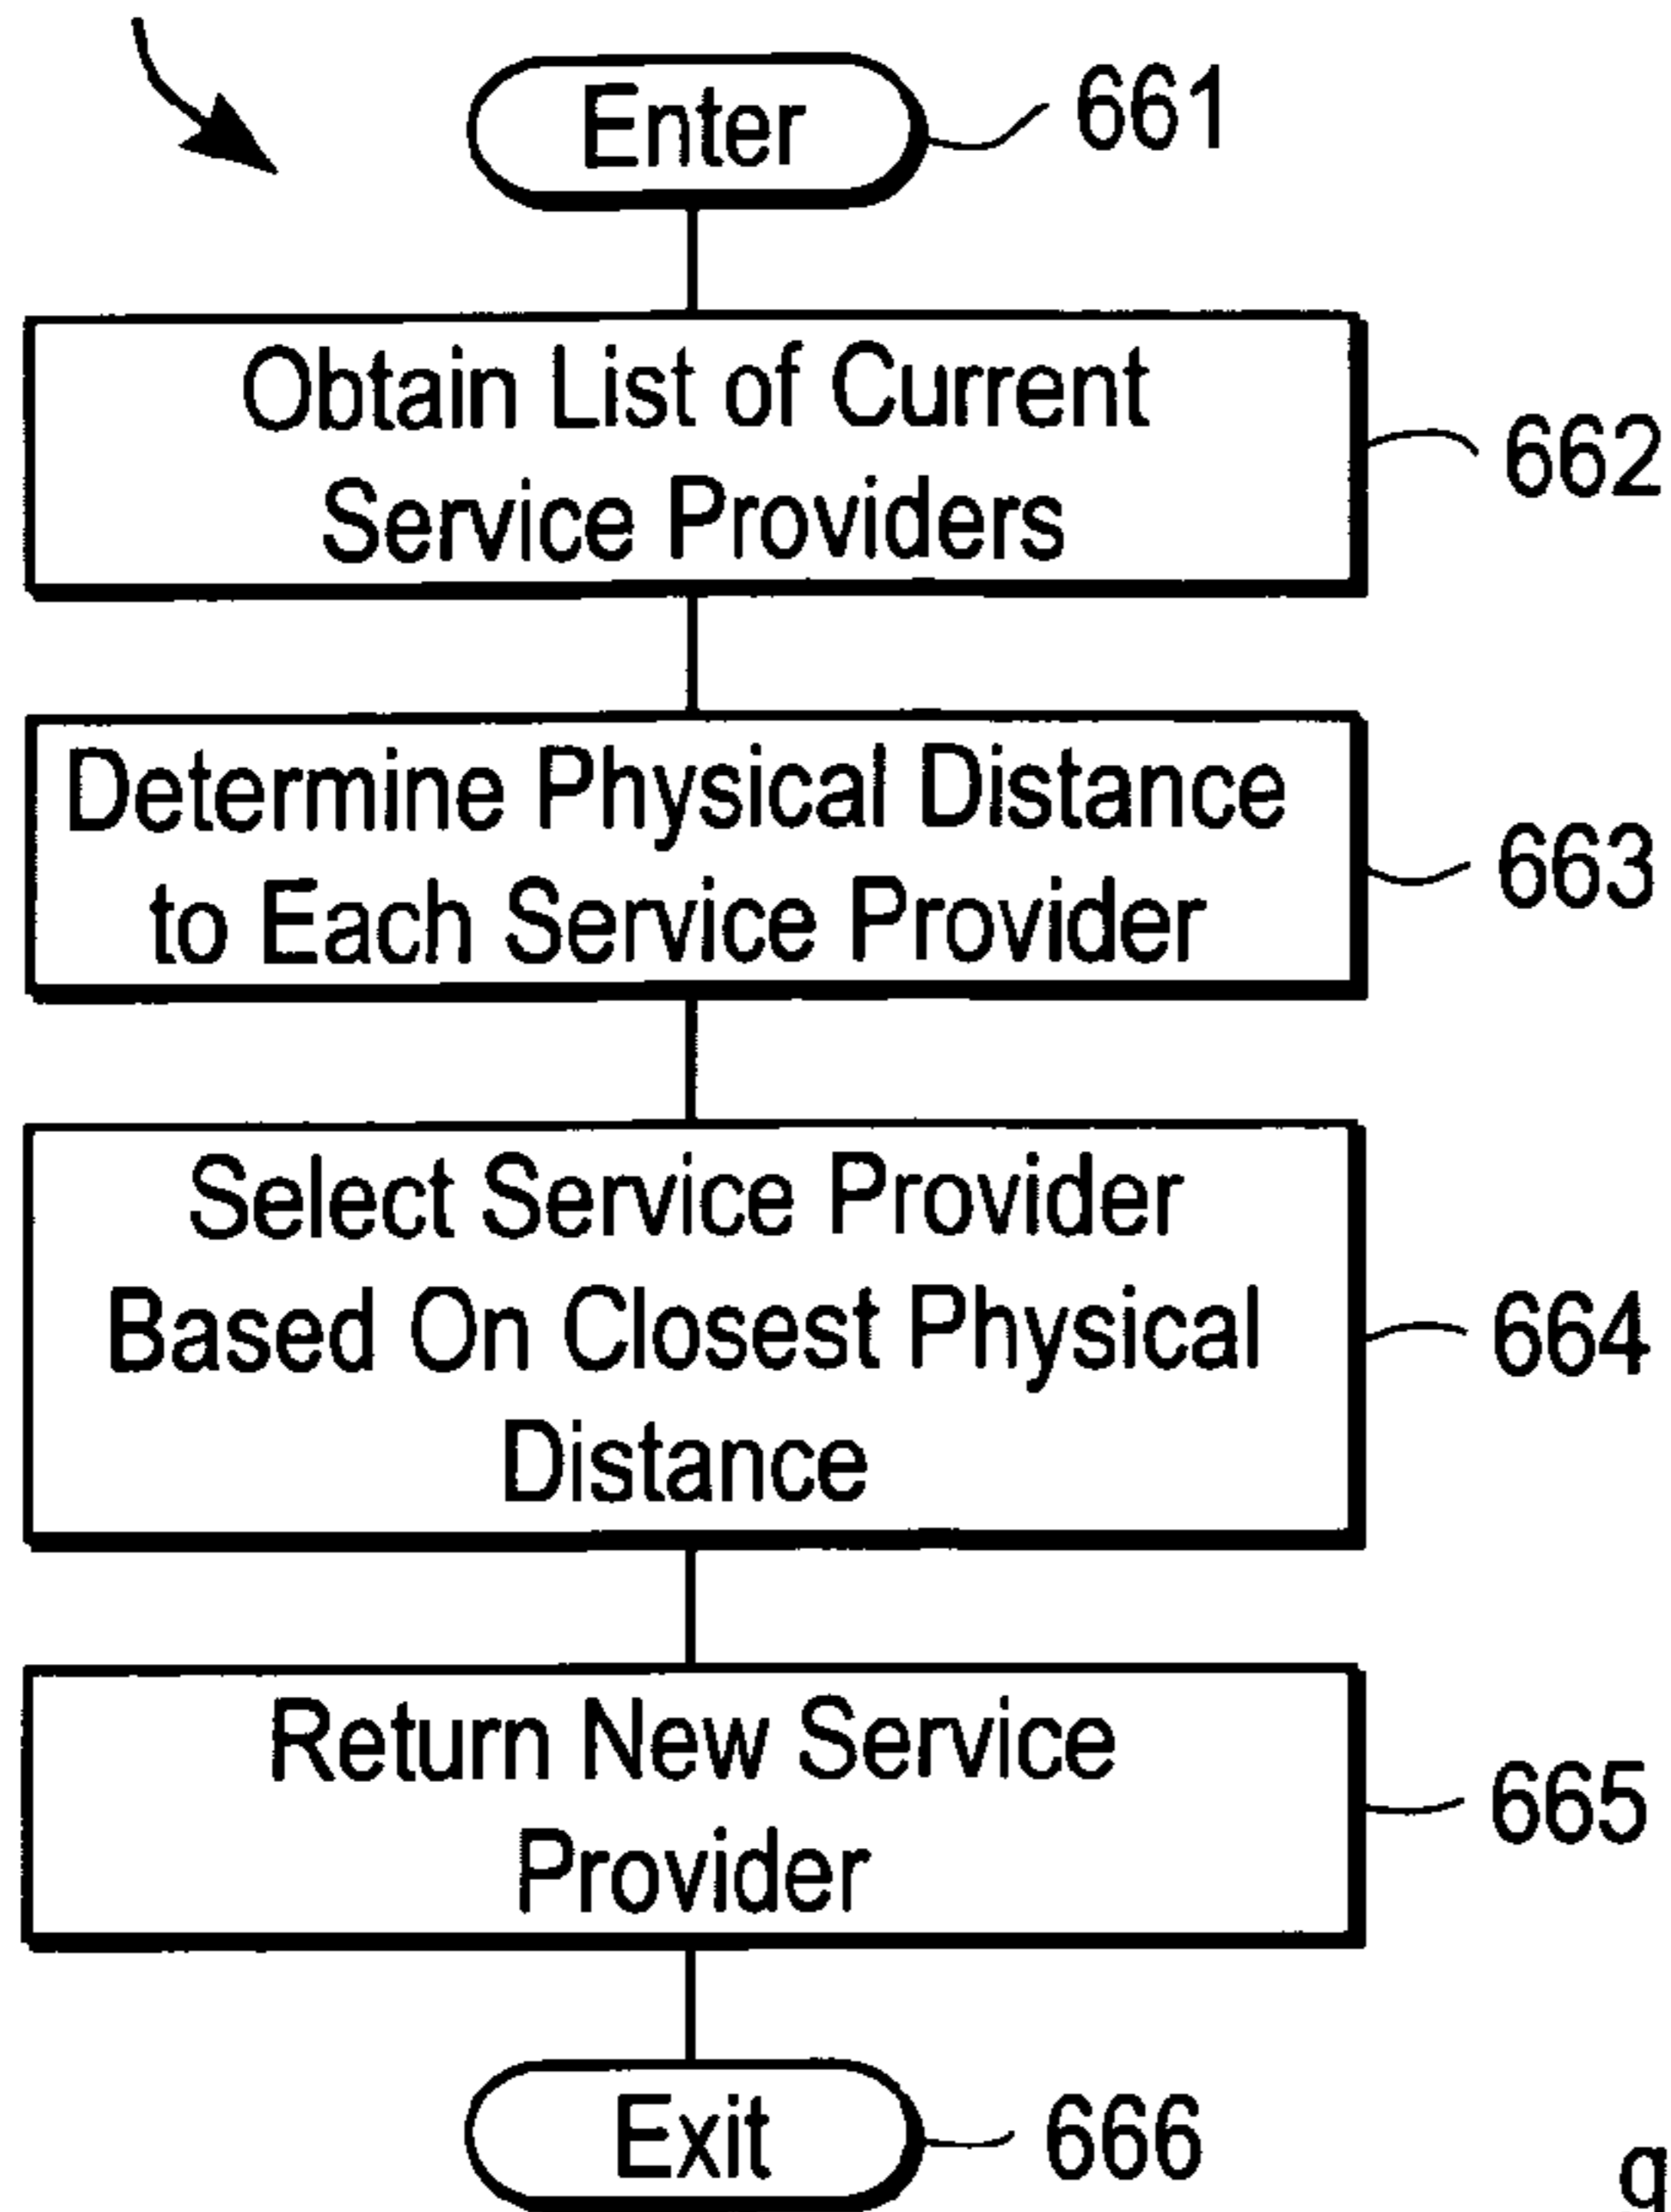 Enter
661
Obtain List of Current
Service Providers
662
Determine Physical Distance
to Each Service Provider
663
Select Service Provider
Based On Closest Physical
Distance
664
Return New Service
Provider
665
Exit
666